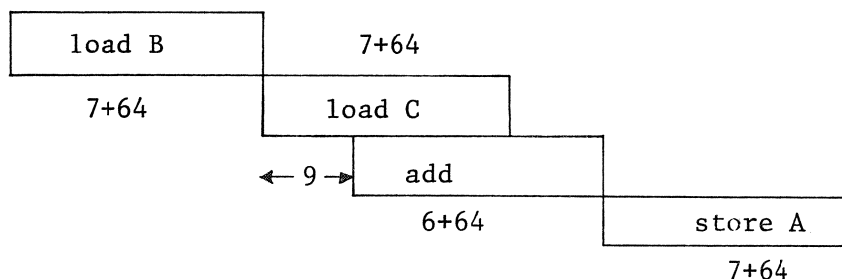 load B 7+64
7+64 load C
← 9 → add
6+64 store A
7+64